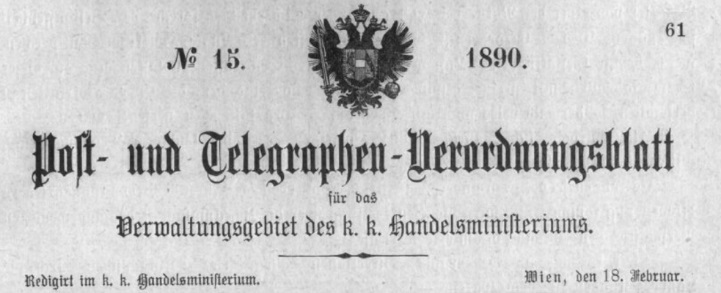 61
№ 15. 1890.
Post- und Telegraphen-Verordnungsblatt
für das
Verwaltungsgebiet des k. k. Handelsministeriums.
Redigirt im k. k. Handelsministerium. Wien, den 18. Februar.